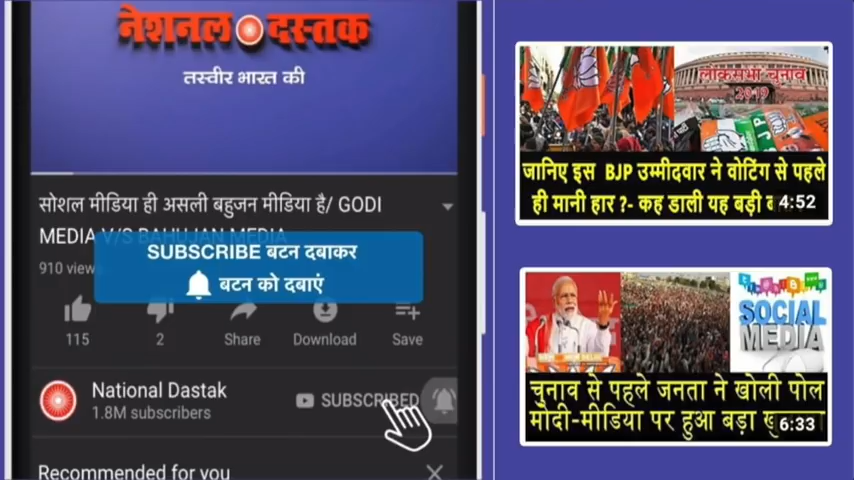 नेशनल दस्तक
तस्वीर भारत की
सोशल मीडिया ही असली बहुजन मीडिया है/ GODI
MEDIA V/S BAHUJAN MEDIA
SUBSCRIBE बटन दबाकर
बटन को दबाएं
910 views
115
2
Share
Download
Save
National Dastak
1.8M subscribers
SUBSCRIBED
Recommended for you
लोकसभा चुनाव
2019
BJP
जानिए इस BJP उम्मीदवार ने वोटिंग से पहले
ही मानी हार ?- कह डाली यह बड़ी
4:52
SOCIAL
MEDIA
चुनाव से पहले जनता ने खोली पोल
मोदी-मीडिया पर हुआ बड़ा
6:33